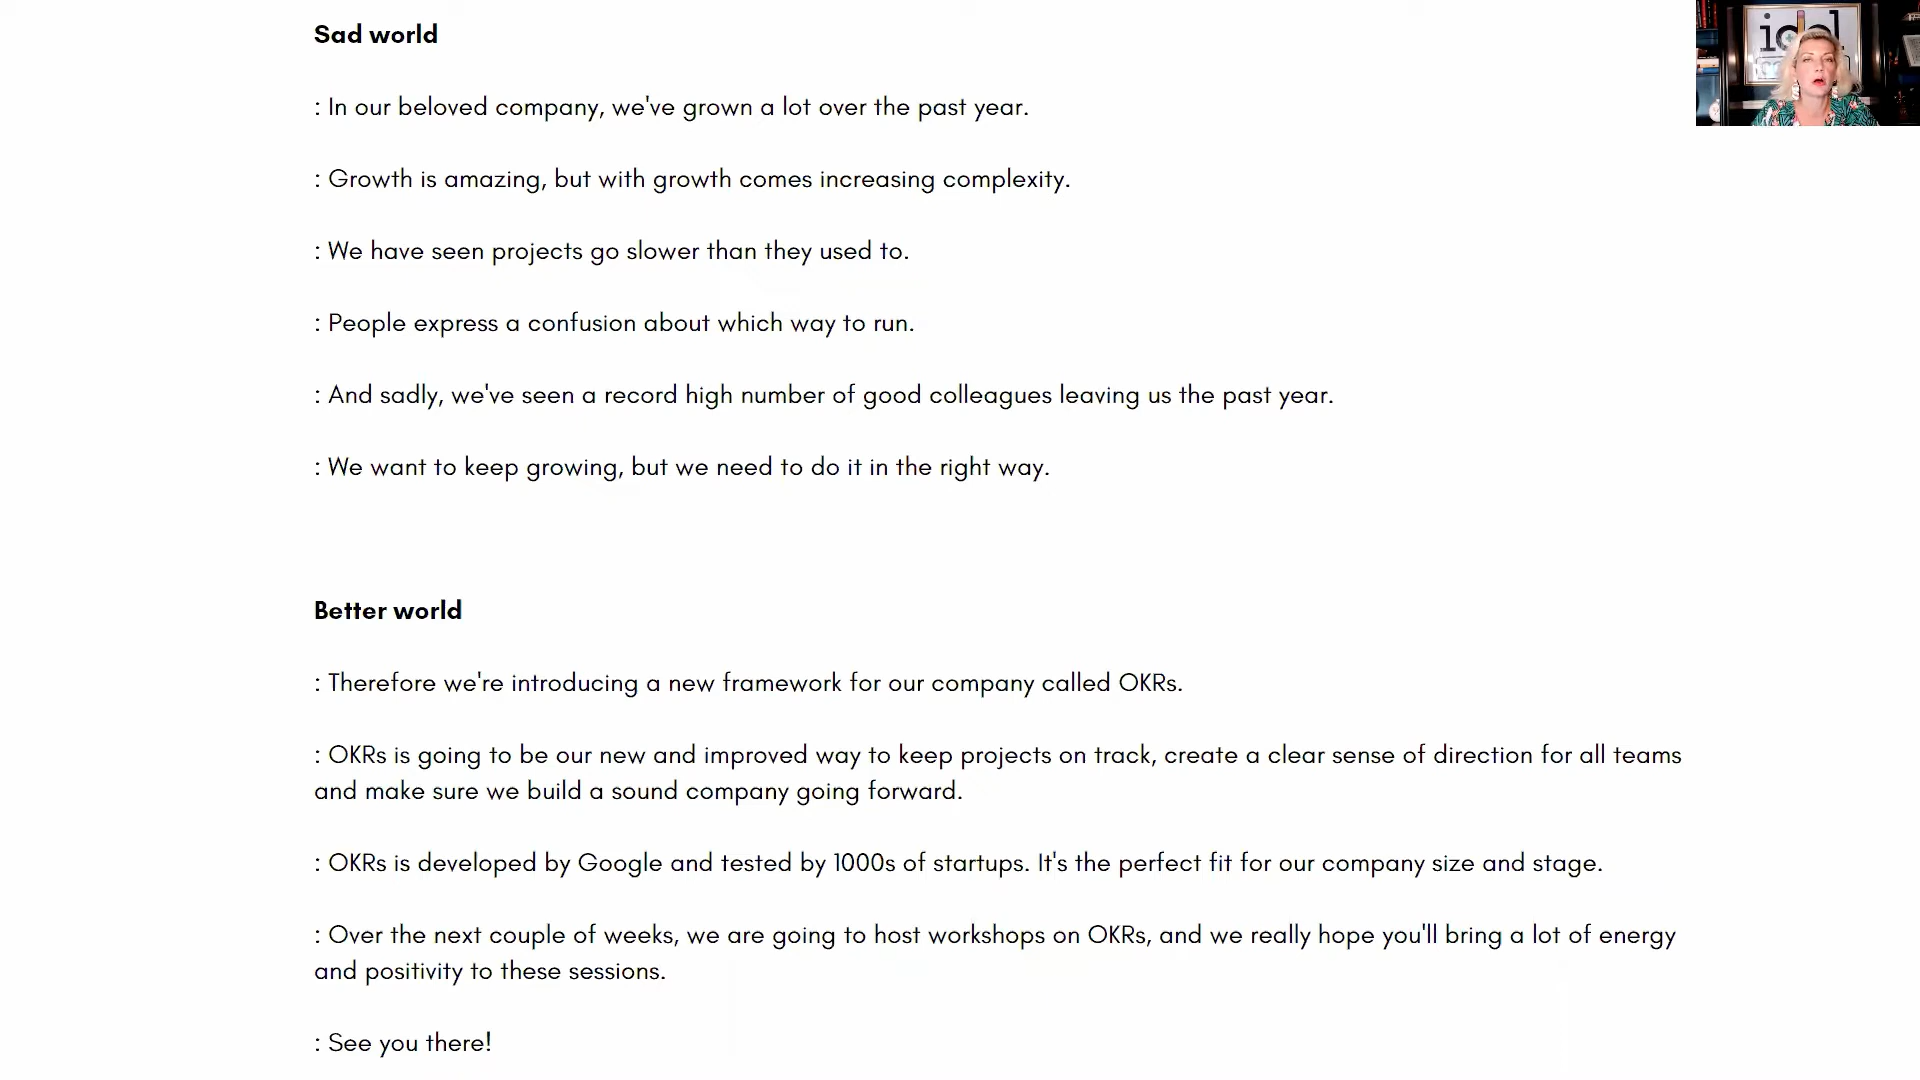 Sad world
: In our beloved company, we've grown a lot over the past year.
: Growth is amazing, but with growth comes increasing complexity.
: We have seen projects go slower than they used to.
: People express a confusion about which way to run.
: And sadly, we've seen a record high number of good colleagues leaving us the past year.
: We want to keep growing, but we need to do it in the right way.
Better world
: Therefore we're introducing a new framework for our company called OKRs.
: OKRs is going to be our new and improved way to keep projects on track, create a clear sense of direction for all teams
and make sure we build a sound company going forward.
: OKRs is developed by Google and tested by 1000s of startups. It's the perfect fit for our company size and stage.
: Over the next couple of weeks, we are going to host workshops on OKRs, and we really hope you'll bring a lot of energy
and positivity to these sessions.
: See you there!